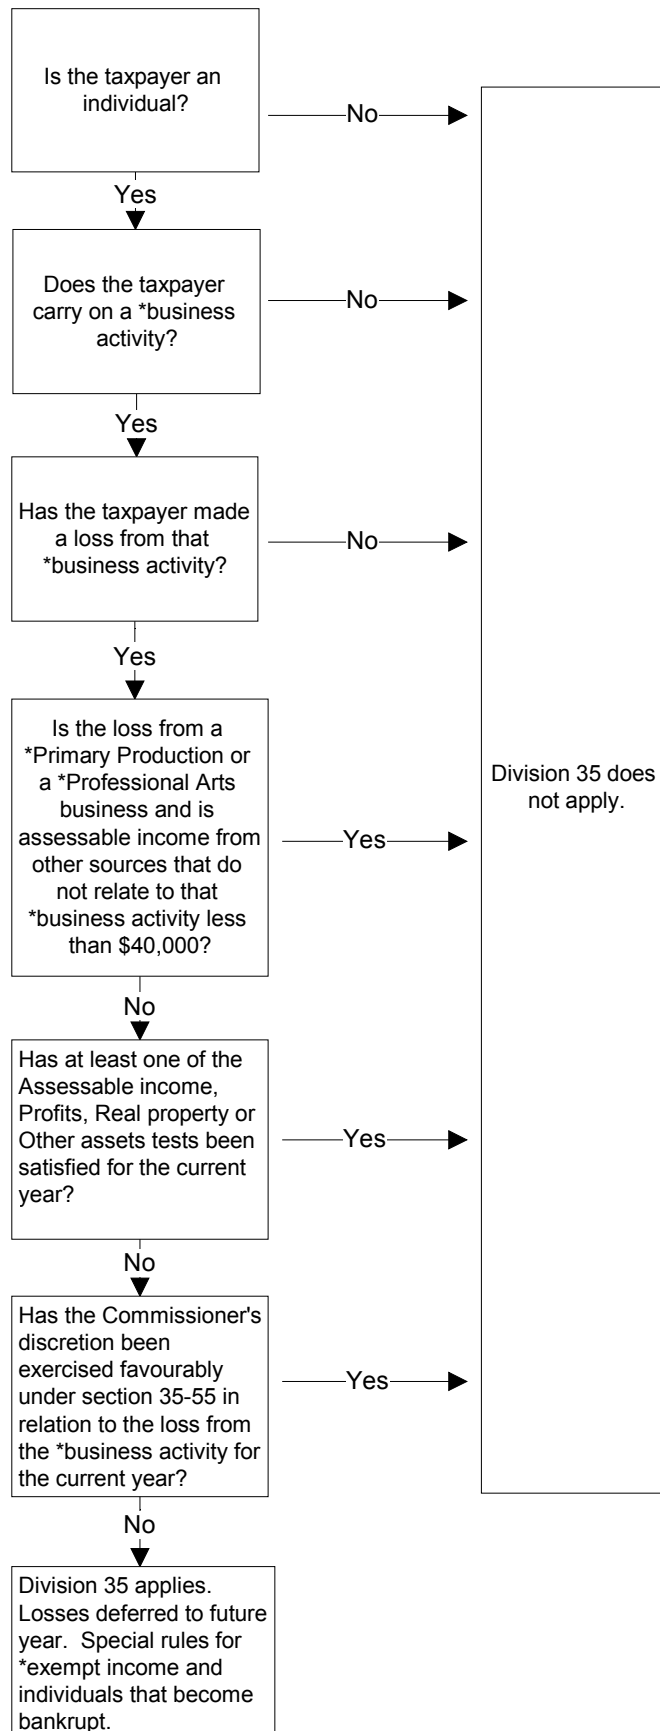 Is the taxpayer an
individual?
No
Yes
Does the taxpayer
carry on a *business
activity?
No
Yes
Has the taxpayer made
a loss from that
*business activity?
No
Yes
Is the loss from a
*Primary Production or
a *Professional Arts
business and is
assessable income from
other sources that do
not relate to that
*business activity less
than $40,000?
Yes
Division 35 does
not apply.
No
Has at least one of the
Assessable income,
Profits, Real property or
Other assets tests been
satisfied for the current
year?
Yes
No
Has the Commissioner's
discretion been
exercised favourably
under section 35-55 in
relation to the loss from
the *business activity for
the current year?
Yes
No
Division 35 applies.
Losses deferred to future
year.  Special rules for
*exempt income and
individuals that become
bankrupt.